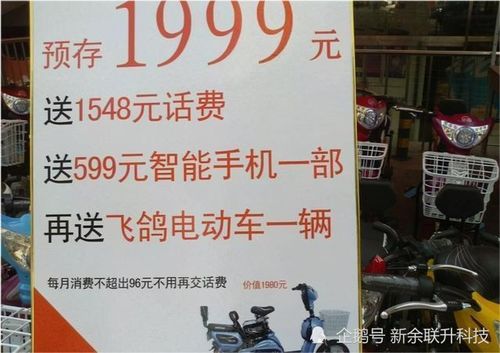 预存1999元
送1548元话费
送599元智能手机一部
再送飞鸽电动车一辆
每月消费不超出96元不用再交话费 价值1980元
企鹅号 新余联升科技